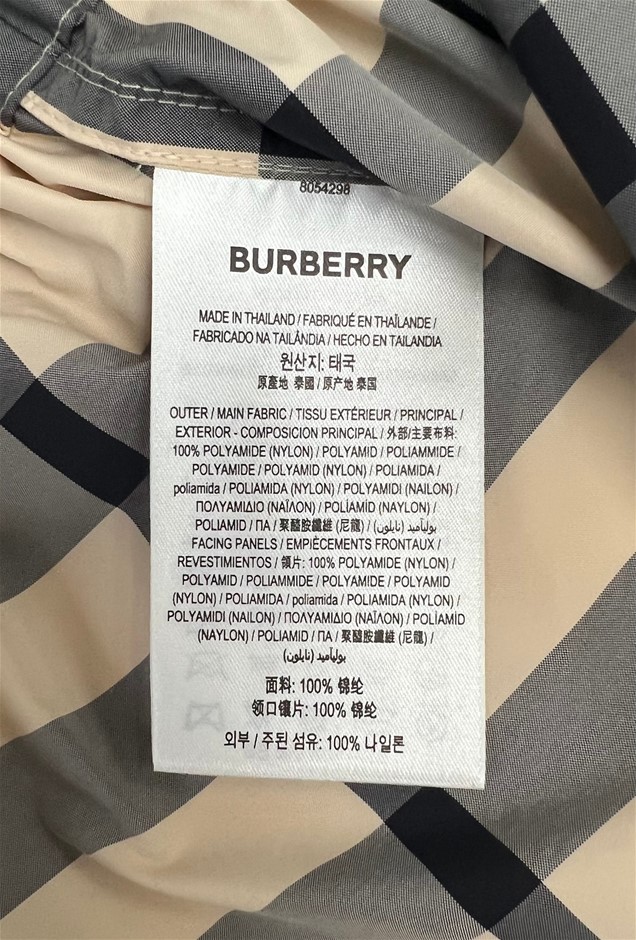 8054298
BURBERRY
MADE IN THAILAND / FABRIQUÉ EN THAÏLANDE /
FABRICADO NA TAILÂNDIA / HECHO EN TAILANDIA
원산지: 태국
原產地 泰國 / 原产地 泰国
OUTER / MAIN FABRIC / TISSU EXTÉRIEUR / PRINCIPAL /
EXTERIOR - COMPOSICION PRINCIPAL / 外部/主要布料:
100% POLYAMIDE (NYLON) / POLYAMID / POLIAMMIDE /
POLYAMIDE / POLYAMID (NYLON) / POLIAMIDA /
poliamida / POLIAMIDA (NYLON) / POLYAMIDI (NAILON) /
ΠΟΛΥΑΜΙΔΙΟ (ΝΑΪΛΟΝ) / POLİAMİD (NAYLON) /
POLIAMID / ПА / 聚醯胺纖維 (尼龍) / بوليأميد (نايلون)
FACING PANELS / EMPIÈCEMENTS FRONTAUX /
REVESTIMIENTOS / 領片: 100% POLYAMIDE (NYLON) /
POLYAMID / POLIAMMIDE / POLYAMIDE / POLYAMID
(NYLON) / POLIAMIDA / poliamida / POLIAMIDA (NYLON) /
POLYAMIDI (NAILON) / ΠΟΛΥΑΜΙΔΙΟ (ΝΑΪΛΟΝ) / POLİAMİD
(NAYLON) / POLIAMID / ПА / 聚醯胺纖維 (尼龍) /
بوليأميد (نايلون)
面料: 100% 锦纶
领口镶片: 100% 锦纶
외부 / 주된 섬유: 100% 나일론